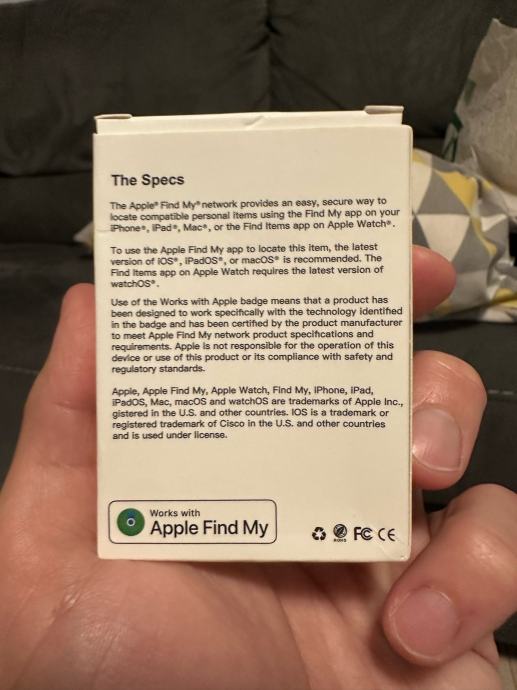 The Specs
The Apple® Find My® network provides an easy, secure way to
locate compatible personal items using the Find My app on your
iPhone®, iPad®, Mac®, or the Find Items app on Apple Watch®.
To use the Apple Find My app to locate this item, the latest
version of iOS®, iPadOS®, or macOS® is recommended. The
Find Items app on Apple Watch requires the latest version of
watchOS®.
Use of the Works with Apple badge means that a product has
been designed to work specifically with the technology identified
in the badge and has been certified by the product manufacturer
to meet Apple Find My network product specifications and
requirements. Apple is not responsible for the operation of this
device or use of this product or its compliance with safety and
regulatory standards.
Apple, Apple Find My, Apple Watch, Find My, iPhone, iPad,
iPadOS, Mac, macOS and watchOS are trademarks of Apple Inc.,
gistered in the U.S. and other countries. IOS is a trademark or
registered trademark of Cisco in the U.S. and other countries
and is used under license.
Works with
Apple Find My
ROHS FC CE